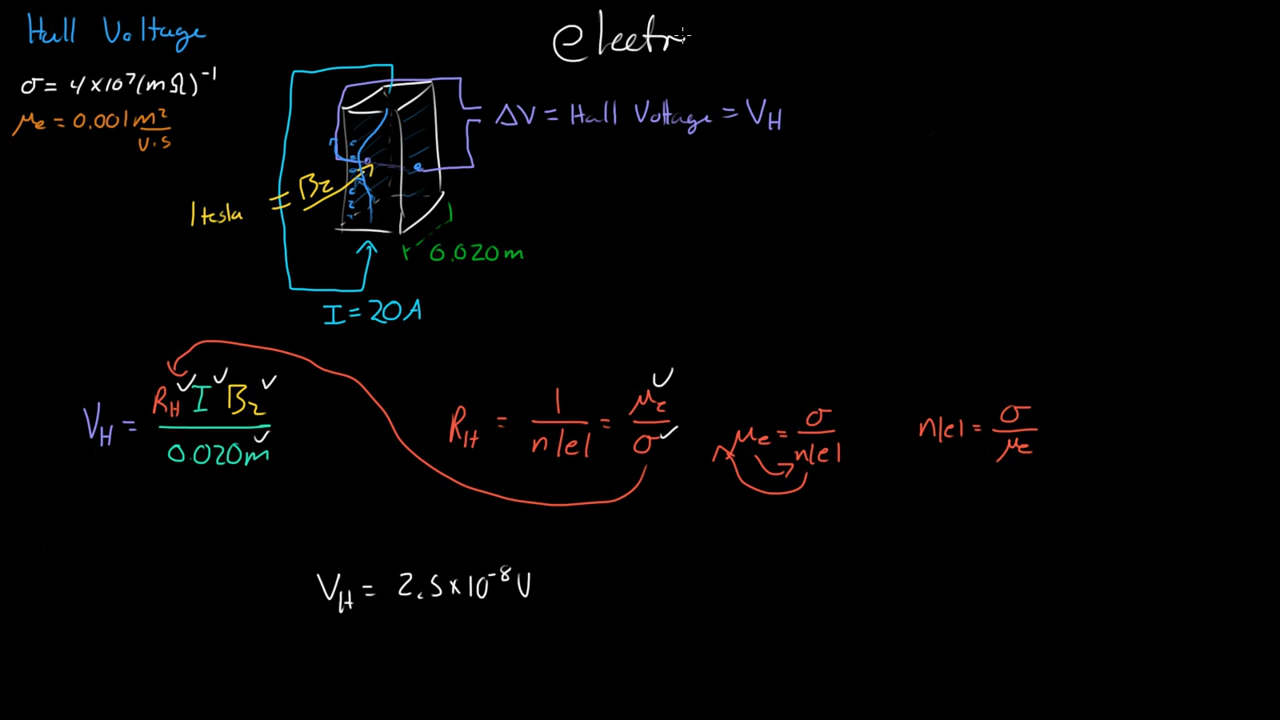 Hall Voltage
electr
σ = 4×10⁷(mΩ)⁻¹
μe = 0.001 m²/v·s
ΔV = Hall Voltage = VH
1 tesla = Bz
0.020m
I = 20A
VH = RH I Bz / 0.020m
RH = 1/n|e| = μe/σ
μe = σ/n|e|
n|e| = σ/μe
VH = 2.5×10⁻⁸ V